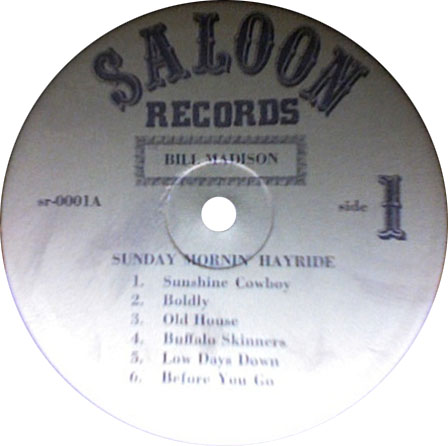 SALOON
RECORDS
BILL MADISON
sr-0001A
side 1
SUNDAY MORNIN' HAYRIDE
1. Sunshine Cowboy
2. Boldly
3. Old House
4. Buffalo Skinners
5. Low Days Down
6. Before You Go